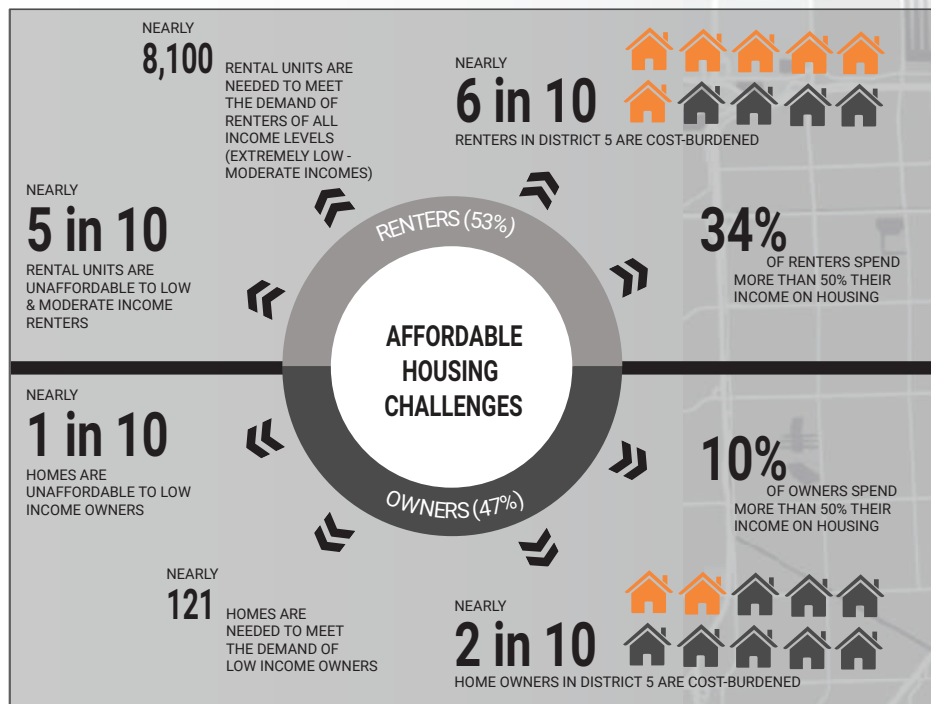 NEARLY
8,100
RENTAL UNITS ARE
NEEDED TO MEET
THE DEMAND OF
RENTERS OF ALL
INCOME LEVELS
(EXTREMELY LOW -
MODERATE INCOMES)
NEARLY
6 in 10
RENTERS IN DISTRICT 5 ARE COST-BURDENED
NEARLY
5 in 10
RENTAL UNITS ARE
UNAFFORDABLE TO LOW
& MODERATE INCOME
RENTERS
RENTERS (53%)
34%
OF RENTERS SPEND
MORE THAN 50% THEIR
INCOME ON HOUSING
AFFORDABLE
HOUSING
CHALLENGES
NEARLY
1 in 10
HOMES ARE
UNAFFORDABLE TO LOW
INCOME OWNERS
OWNERS (47%)
10%
OF OWNERS SPEND
MORE THAN 50% THEIR
INCOME ON HOUSING
NEARLY
121
HOMES ARE
NEEDED TO MEET
THE DEMAND OF
LOW INCOME OWNERS
NEARLY
2 in 10
HOME OWNERS IN DISTRICT 5 ARE COST-BURDENED